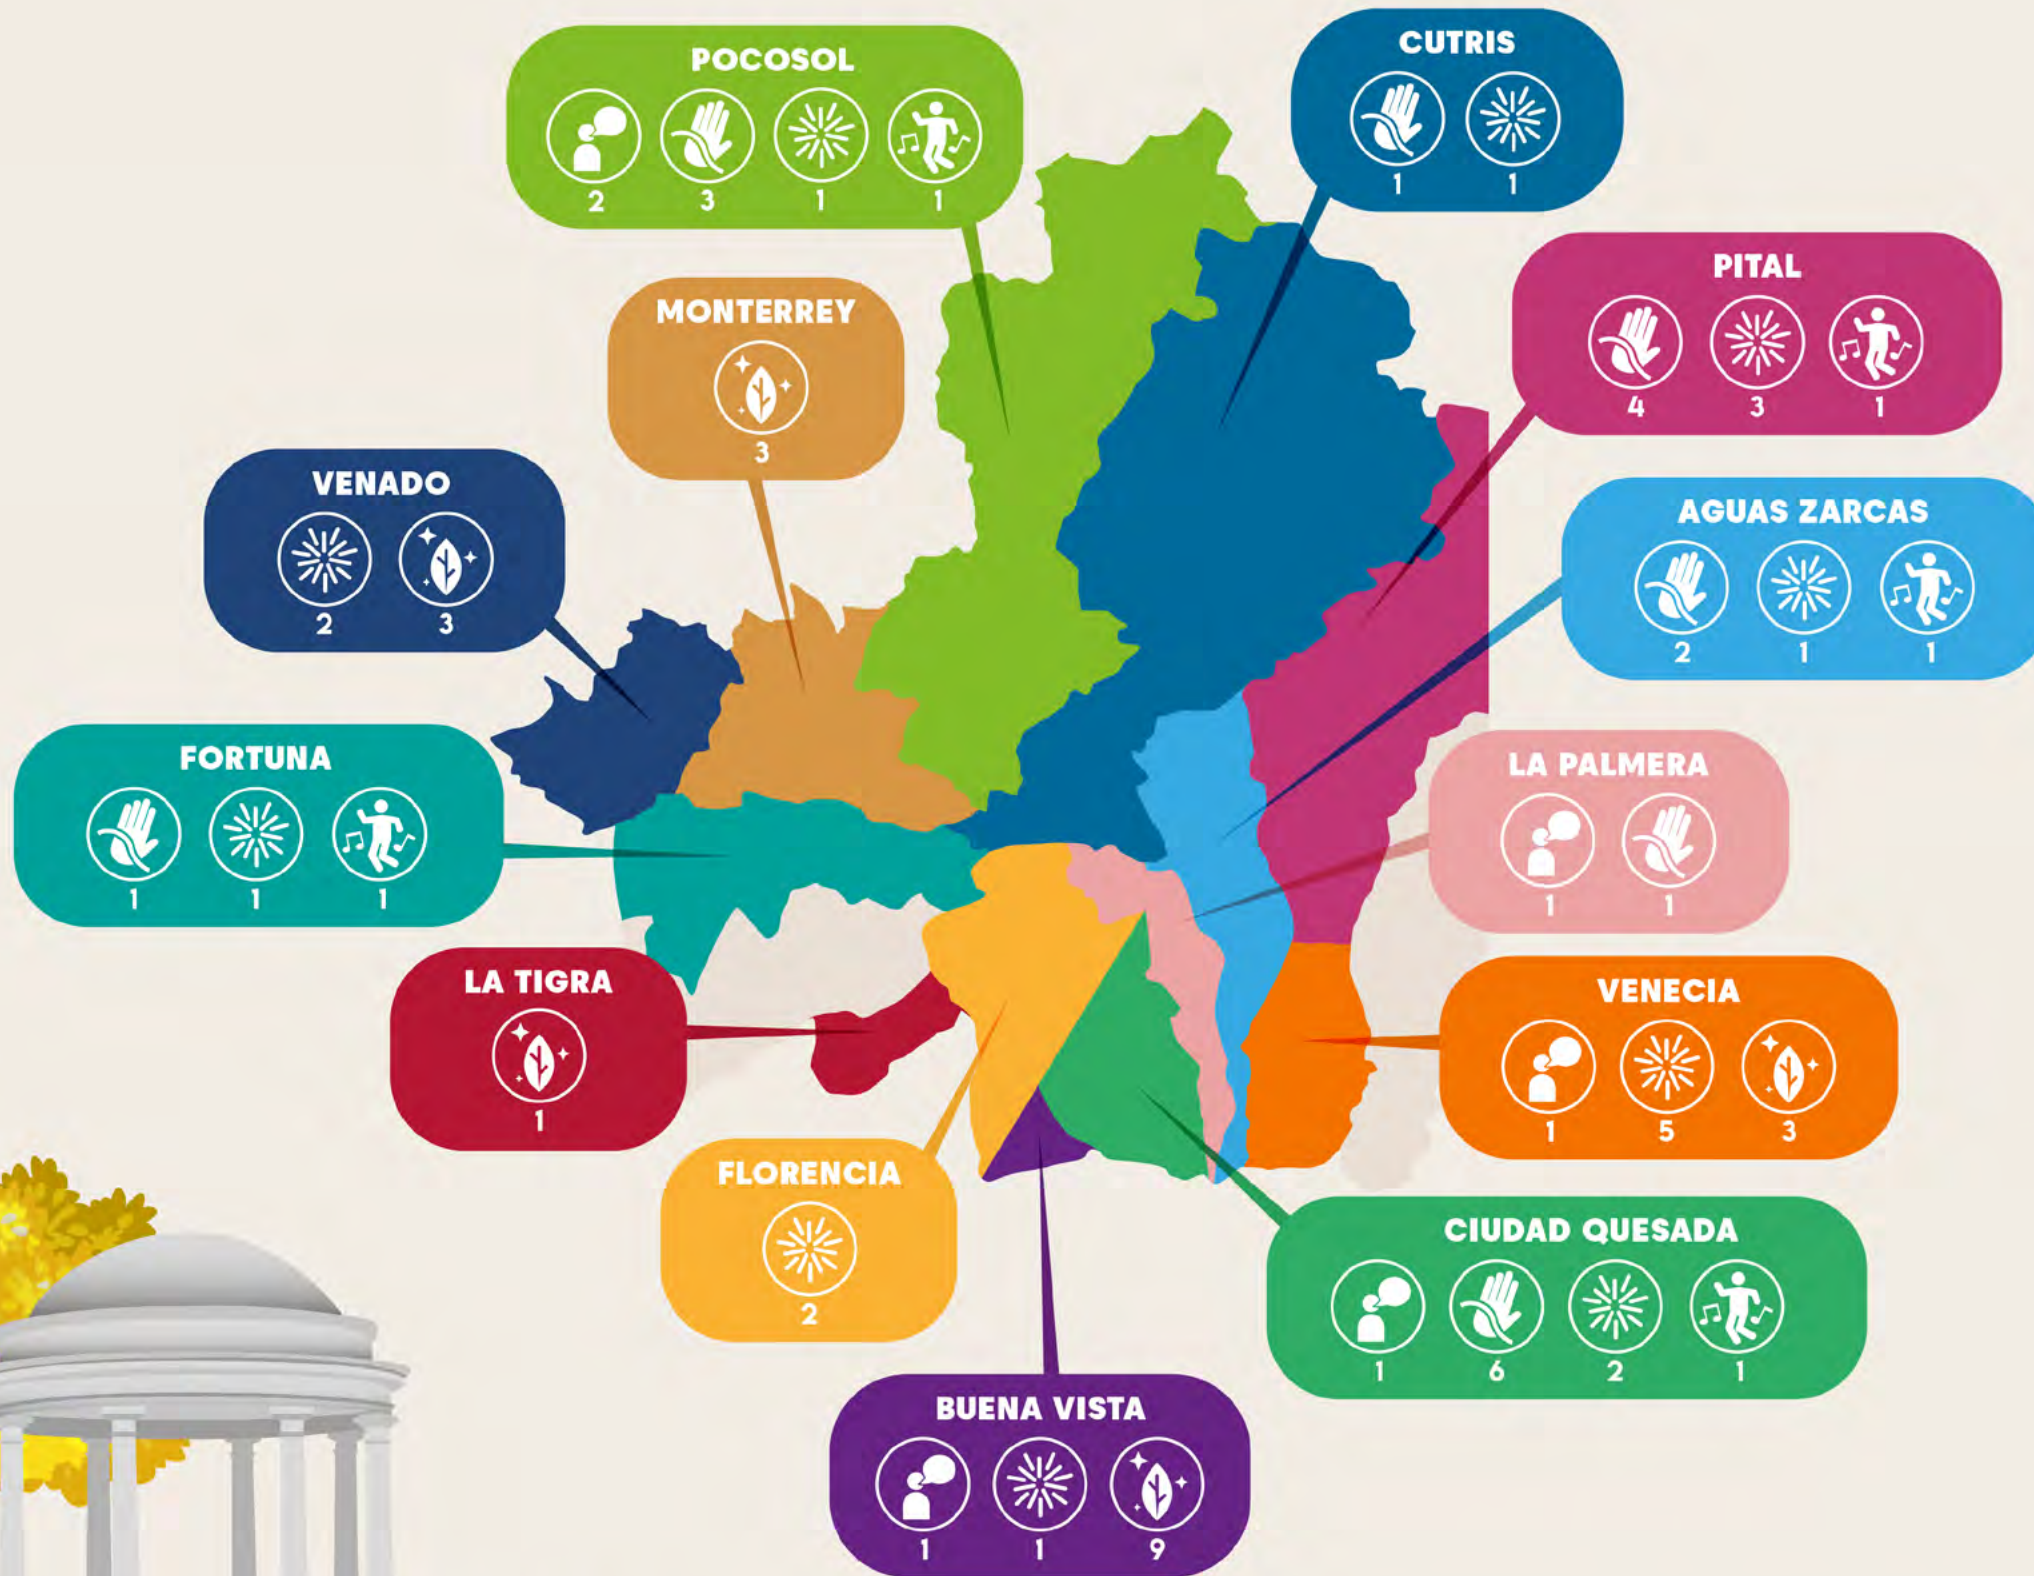 POCOSOL
2 3 1 1
CUTRIS
1 1
MONTERREY
3
PITAL
4 3 1
VENADO
2 3
AGUAS ZARCAS
2 1 1
FORTUNA
1 1 1
LA PALMERA
1 1
LA TIGRA
1
VENECIA
1 5 3
FLORENCIA
2
CIUDAD QUESADA
1 6 2 1
BUENA VISTA
1 1 9